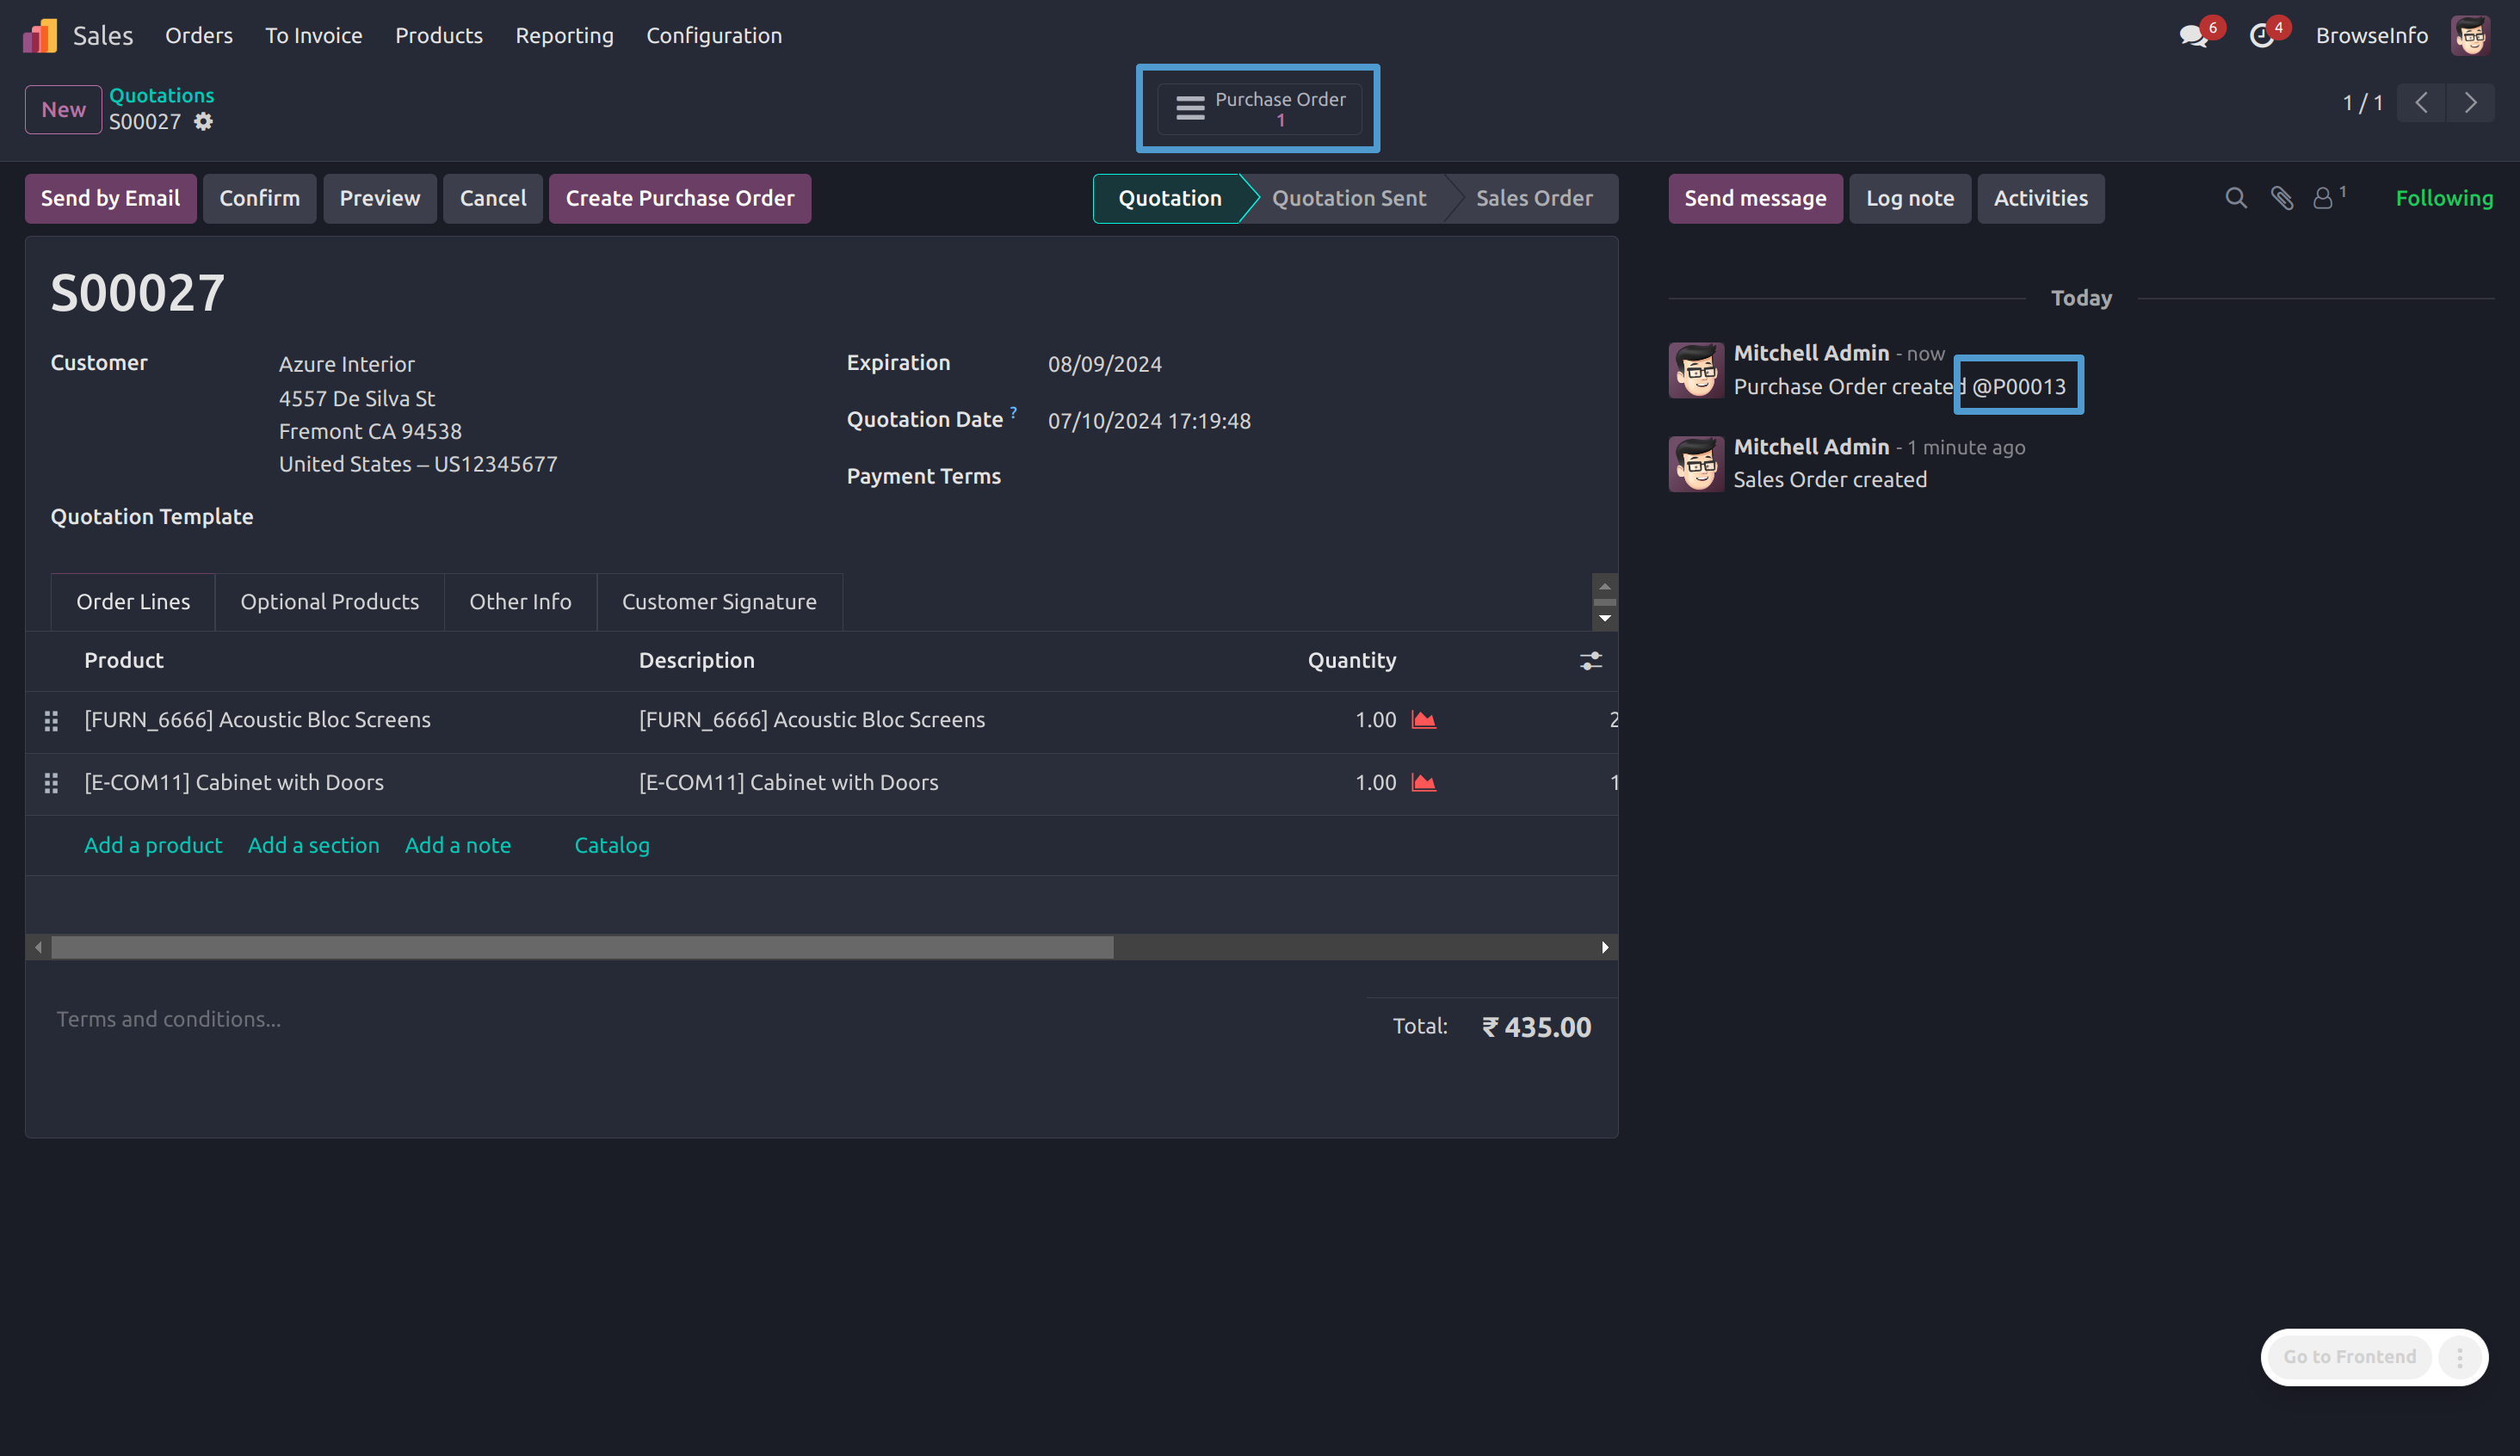 Sales Orders To Invoice Products Reporting Configuration 6 4 BrowseInfo
New Quotations
S00027
Purchase Order
1
1 / 1
Send by Email Confirm Preview Cancel Create Purchase Order Quotation Quotation Sent Sales Order
Send message Log note Activities 1 Following
S00027
Customer Azure Interior
4557 De Silva St
Fremont CA 94538
United States – US12345677
Quotation Template
Expiration 08/09/2024
Quotation Date ? 07/10/2024 17:19:48
Payment Terms
Order Lines Optional Products Other Info Customer Signature
Product Description Quantity
[FURN_6666] Acoustic Bloc Screens [FURN_6666] Acoustic Bloc Screens 1.00 2
[E-COM11] Cabinet with Doors [E-COM11] Cabinet with Doors 1.00 1
Add a product Add a section Add a note Catalog
Terms and conditions...
Total: ₹ 435.00
Today
Mitchell Admin - now
Purchase Order created @P00013
Mitchell Admin - 1 minute ago
Sales Order created
Go to Frontend